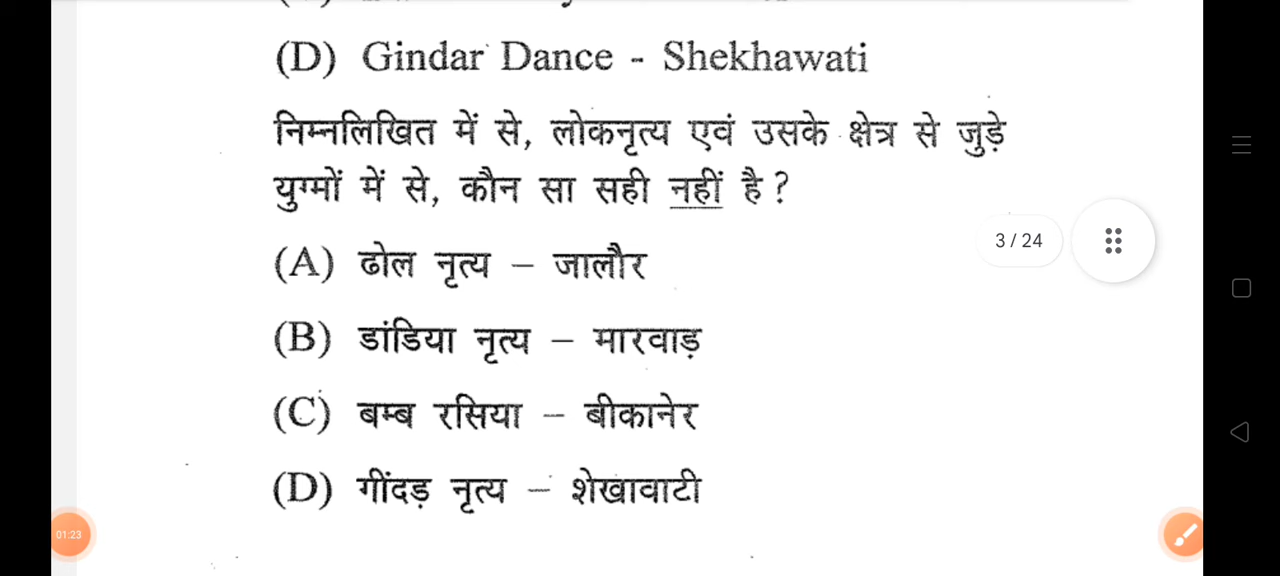 (D) Gindar Dance - Shekhawati
निम्नलिखित में से, लोकनृत्य एवं उसके क्षेत्र से जुड़े
युग्मों में से, कौन सा सही नहीं है ?
3 / 24
(A) ढोल नृत्य – जालौर
(B) डांडिया नृत्य – मारवाड़
(C) बम्ब रसिया – बीकानेर
(D) गींदड़ नृत्य – शेखावाटी
01:23